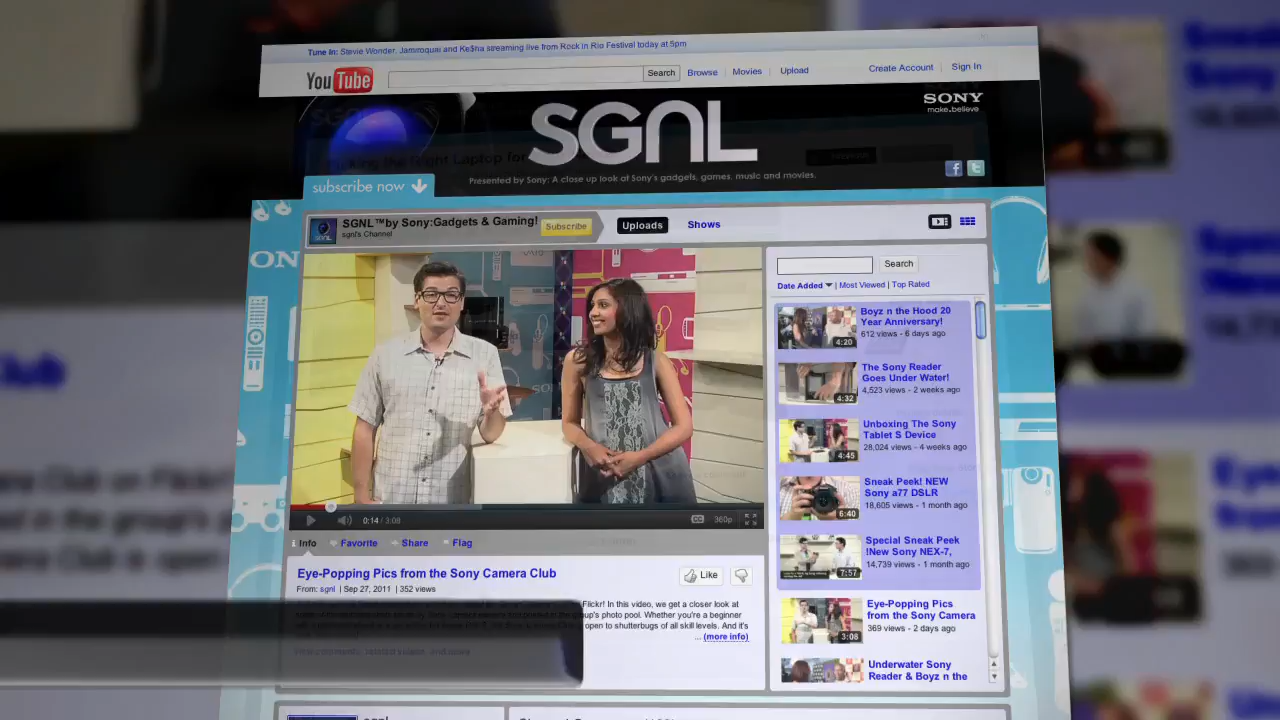 Tune In: Stevie Wonder, Jamiroquai and Ke$ha streaming live from Rock in Rio Festival today at 5pm
YouTube
Search
Browse
Movies
Upload
Create Account
Sign In
SGNL
SONY
make.believe
Presented by Sony: A close up look at Sony's gadgets, games, music and movies.
subscribe now
SGNL™by Sony:Gadgets & Gaming!
sgnl's Channel
Subscribe
Uploads
Shows
ON
Search
Date Added | Most Viewed | Top Rated
Boyz n the Hood 20
Year Anniversary!
612 views - 6 days ago
4:20
The Sony Reader
Goes Under Water!
4,523 views - 2 weeks ago
4:32
Unboxing The Sony
Tablet S Device
28,024 views - 4 weeks ago
4:45
Sneak Peek! NEW
Sony a77 DSLR
18,605 views - 1 month ago
6:40
Special Sneak Peek
!New Sony NEX-7,
14,739 views - 1 month ago
7:57
Eye-Popping Pics
from the Sony Camera
369 views - 2 days ago
3:08
Underwater Sony
Reader & Boyz n the
0:14 / 3:08
CC
360p
Info
Favorite
Share
Flag
Eye-Popping Pics from the Sony Camera Club
From: sgnl | Sep 27, 2011 | 352 views
Like
Flickr! In this video, we get a closer look at
group's photo pool. Whether you're a beginner
open to shutterbugs of all skill levels. And it's
... (more info)